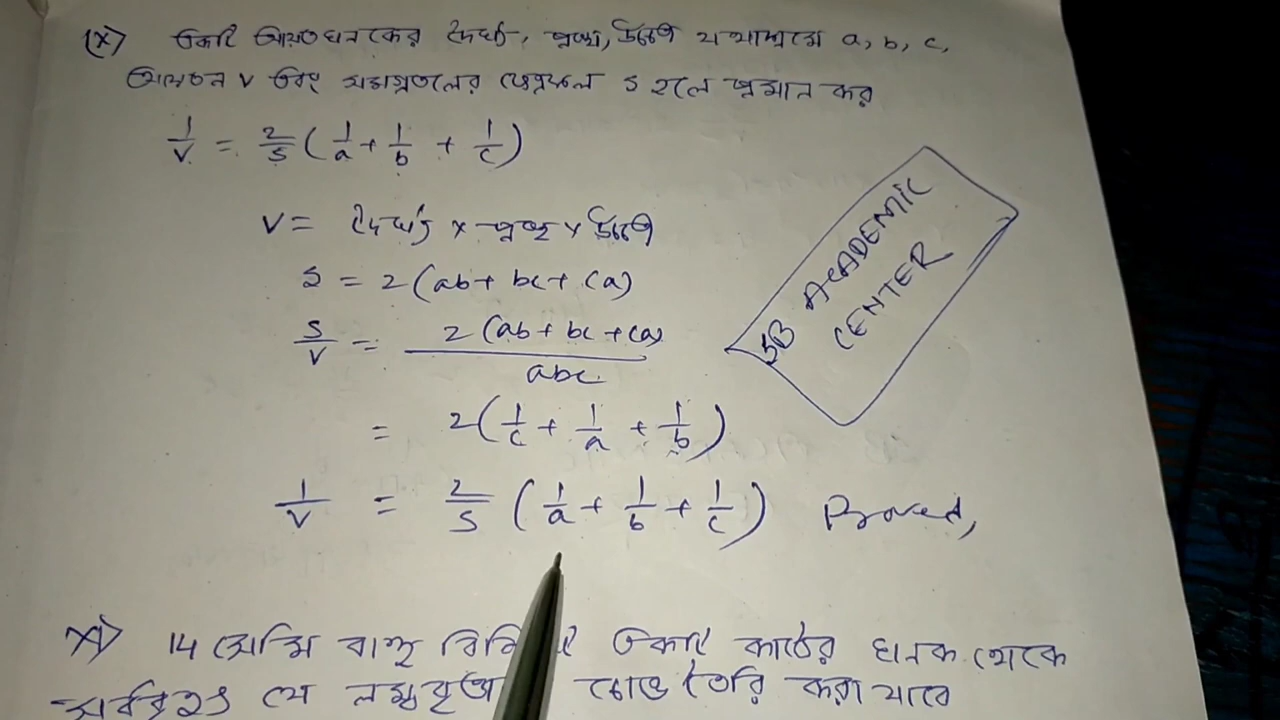 (x) একটি আয়তঘনকের দৈর্ঘ্য, প্রস্থ, উচ্চতা যথাক্রমে a, b, c,
আয়তন V এবং সমগ্রতলের ক্ষেত্রফল S হলে প্রমান কর
1/V = 2/S (1/a + 1/b + 1/c)
V = দৈর্ঘ্য × প্রস্থ × উচ্চতা
S = 2 (ab + bc + ca)
S/V = 2 (ab + bc + ca) / abc
= 2 (1/c + 1/a + 1/b)
1/V = 2/S (1/a + 1/b + 1/c) Proved,
SB ACADEMIC
CENTER
xi) 14 সেমি বাহু একটি কাঠের ঘনক থেকে
সর্ববৃহৎ যে তৈরি করা যাবে